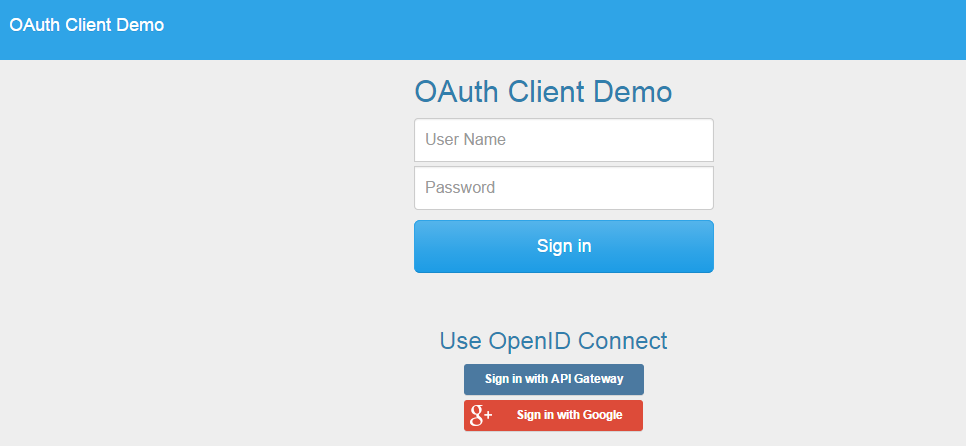 OAuth Client Demo
OAuth Client Demo
User Name
Password
Sign in
Use OpenID Connect
Sign in with API Gateway
g+ Sign in with Google